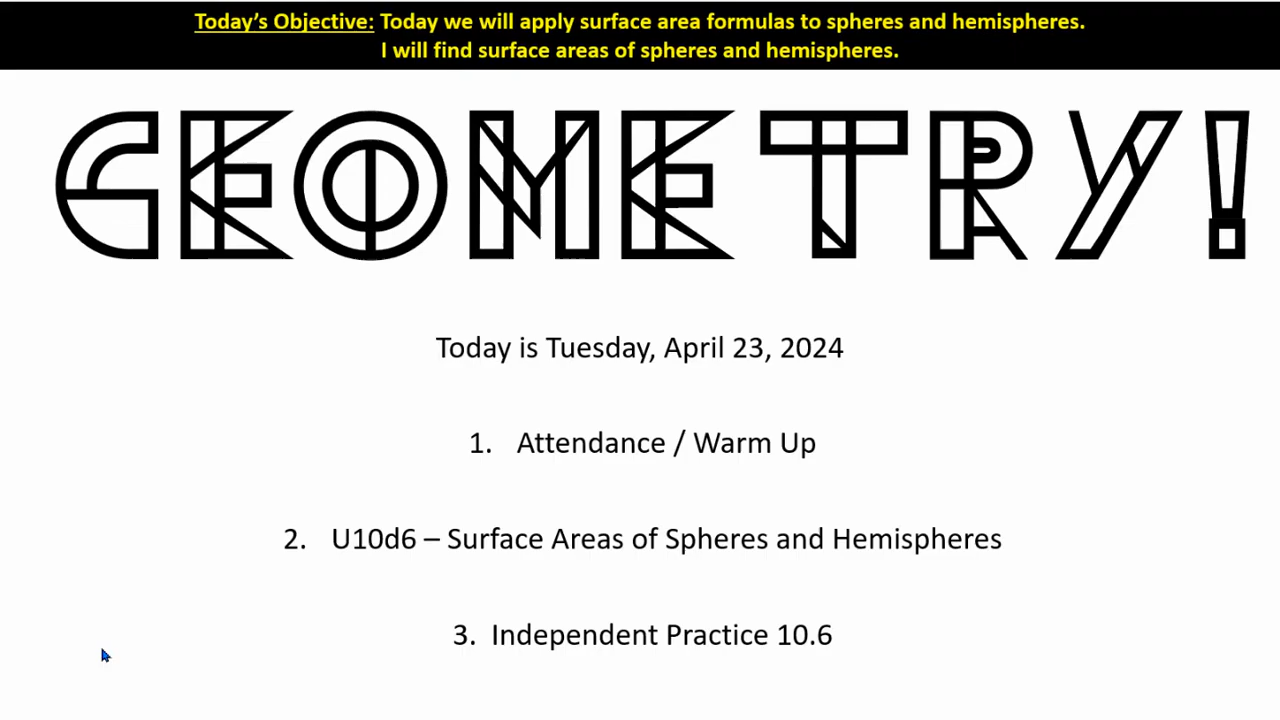 Today’s Objective: Today we will apply surface area formulas to spheres and hemispheres.
I will find surface areas of spheres and hemispheres.
GEOMETRY!
Today is Tuesday, April 23, 2024
1. Attendance / Warm Up
2. U10d6 – Surface Areas of Spheres and Hemispheres
3. Independent Practice 10.6